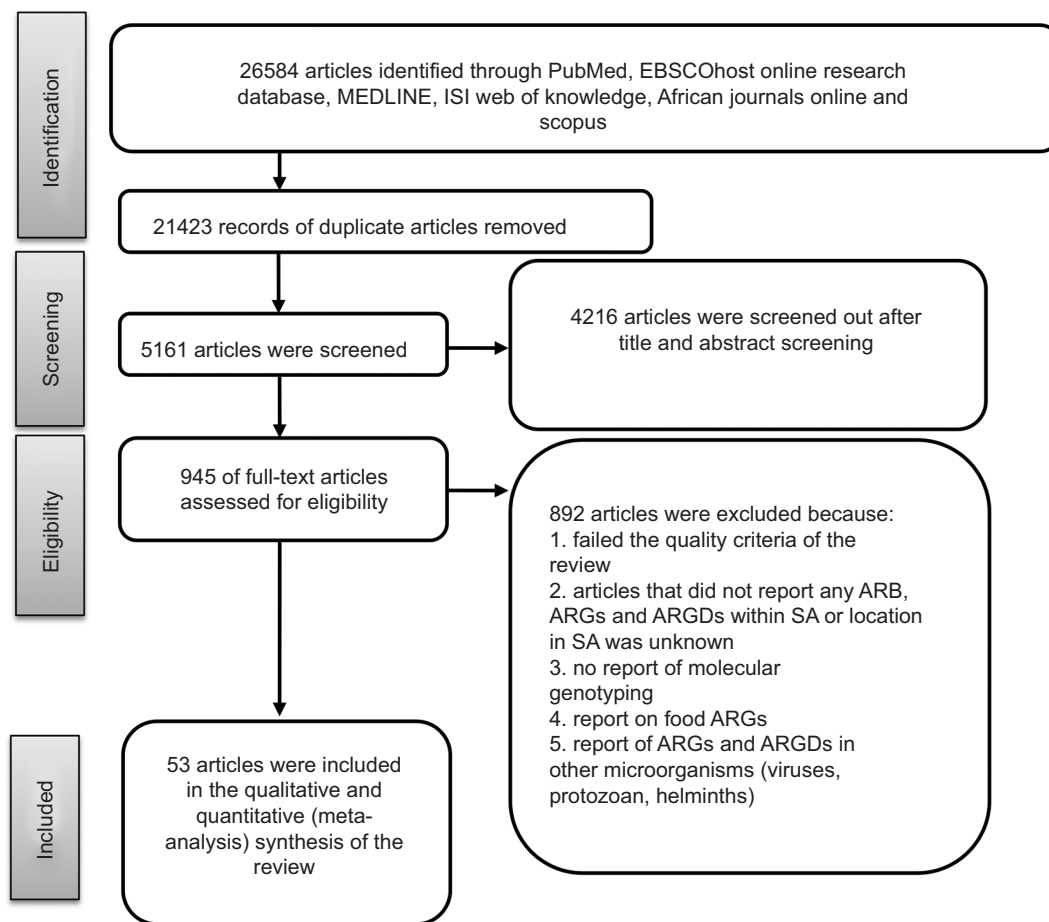 Identification
26584 articles identified through PubMed, EBSCOhost online research
database, MEDLINE, ISI web of knowledge, African journals online and
scopus
21423 records of duplicate articles removed
Screening
5161 articles were screened
4216 articles were screened out after
title and abstract screening
Eligibility
945 of full-text articles
assessed for eligibility
892 articles were excluded because:
1. failed the quality criteria of the
review
2. articles that did not report any ARB,
ARGs and ARGDs within SA or location
in SA was unknown
3. no report of molecular
genotyping
4. report on food ARGs
5. report of ARGs and ARGDs in
other microorganisms (viruses,
protozoan, helminths)
Included
53 articles were included
in the qualitative and
quantitative (meta-
analysis) synthesis of the
review